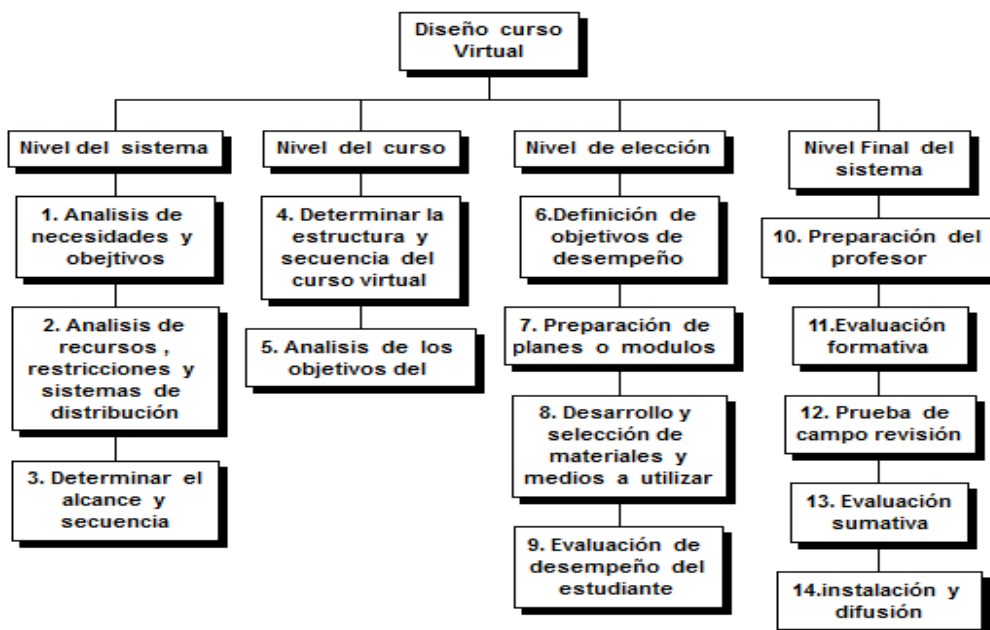 Diseño curso
Virtual
Nivel del sistema
1. Analisis de
necesidades y
obejtivos
2. Analisis de
recursos ,
restricciones y
sistemas de
distribución
3. Determinar el
alcance y
secuencia
Nivel del curso
4. Determinar la
estructura y
secuencia del
curso virtual
5. Analisis de los
objetivos del
Nivel de elección
6.Definición de
objetivos de
desempeño
7. Preparación de
planes o modulos
8. Desarrollo y
selección de
materiales y
medios a utilizar
9. Evaluación de
desempeño del
estudiante
Nivel Final del
sistema
10. Preparación del
profesor
11.Evaluación
formativa
12. Prueba de
campo revisión
13. Evaluación
sumativa
14.instalación y
difusión